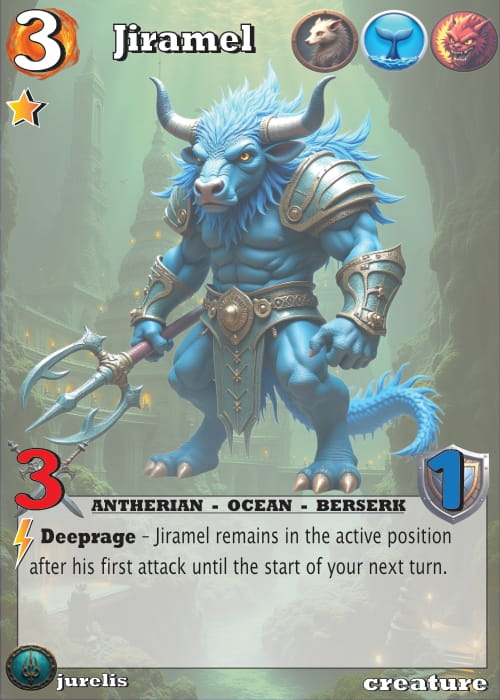 3 Jiramel
3
1
ANTHERIAN - OCEAN - BERSERK
Deeprage - Jiramel remains in the active position
after his first attack until the start of your next turn.
jurelis
creature